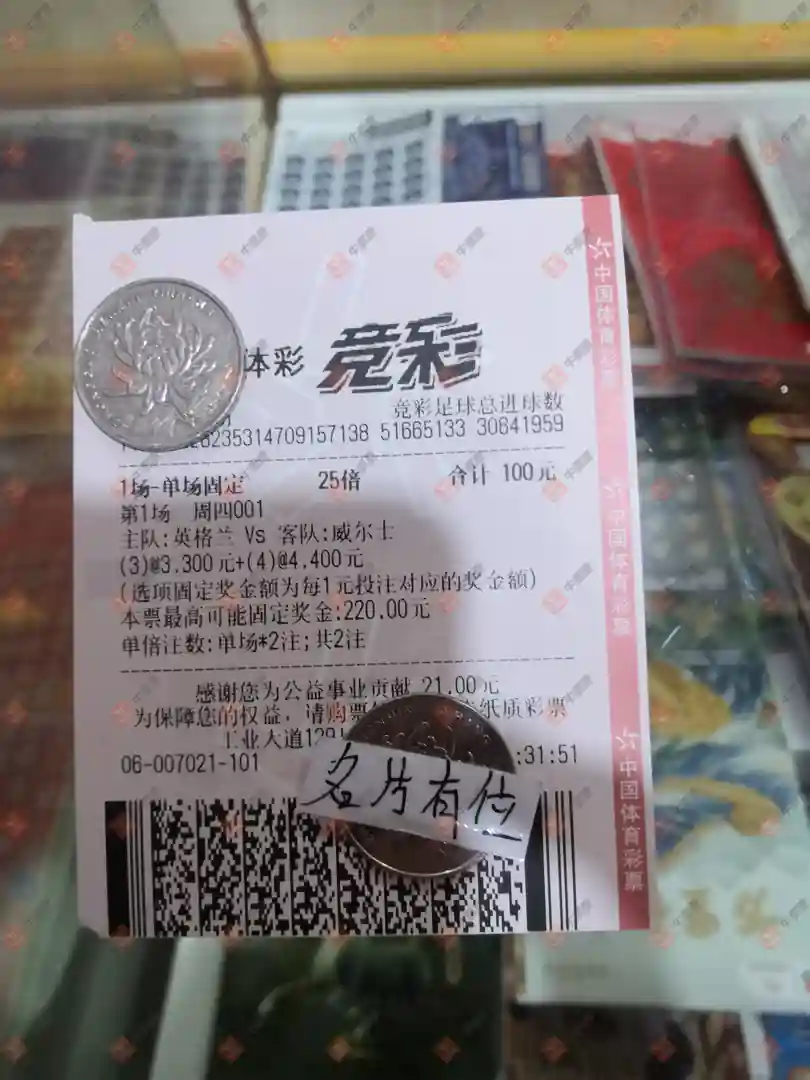 体彩 竞彩
竞彩足球总进球数
235314709157138 51665133 30841959
1场-单场固定 25倍 合计 100元
第1场 周四001
主队:英格兰 Vs 客队:威尔士
(3)@3.300元+(4)@4.400元
(选项固定奖金额为每1元投注对应的奖金额)
本票最高可能固定奖金:220.00元
单倍注数:单场*2注;共2注
感谢您为公益事业贡献 21.00元
为保障您的权益，请购票 纸质彩票
工业大道129
06-007021-101 :31:51
名片有位
中国体育彩票
中国体育彩票
中国体育彩票